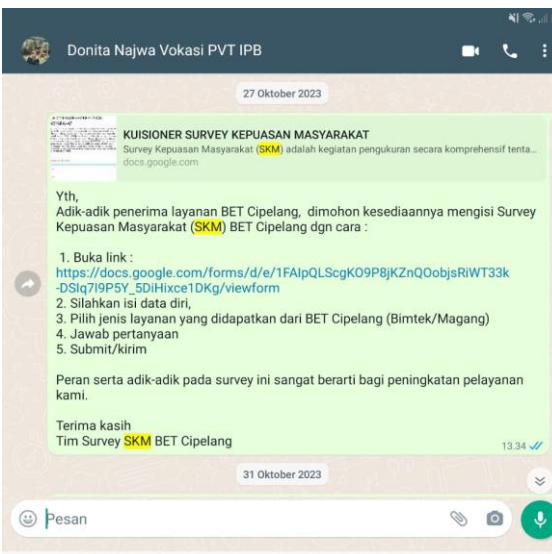 Donita Najwa Vokasi PVT IPB
27 Oktober 2023
KUISIONER SURVEY KEPUASAN MASYARAKAT
Survey Kepuasan Masyarakat (SKM) adalah kegiatan pengukuran secara komprehensif tenta...
docs.google.com
Yth,
Adik-adik penerima layanan BET Cipelang, dimohon kesediaannya mengisi Survey
Kepuasan Masyarakat (SKM) BET Cipelang dgn cara :
1. Buka link :
https://docs.google.com/forms/d/e/1FAIpQLScgKO9P8jKZnQOobjsRiWT33k
-DSIq7I9P5Y_5DiHixce1DKg/viewform
2. Silahkan isi data diri,
3. Pilih jenis layanan yang didapatkan dari BET Cipelang (Bimtek/Magang)
4. Jawab pertanyaan
5. Submit/kirim
Peran serta adik-adik pada survey ini sangat berarti bagi peningkatan pelayanan
kami.
Terima kasih
Tim Survey SKM BET Cipelang
13.34
31 Oktober 2023
Pesan